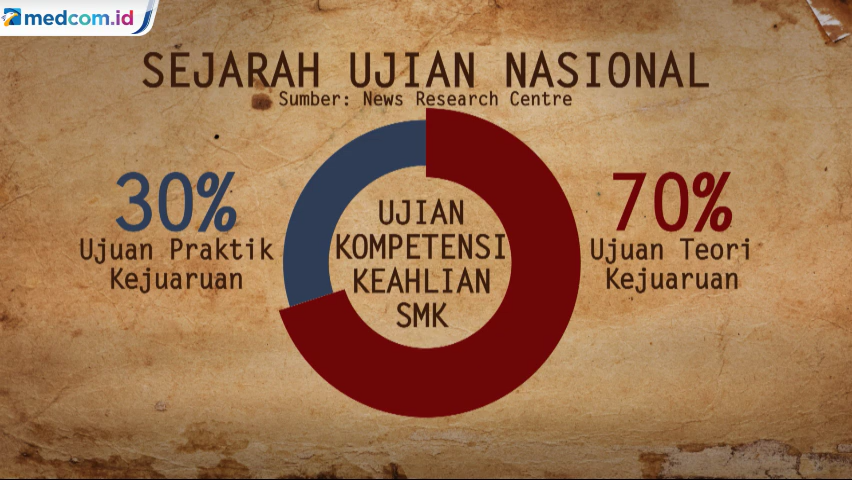 medcom.id
SEJARAH UJIAN NASIONAL
Sumber: News Research Centre
30%
Ujuan Praktik
Kejuaruan
UJIAN
KOMPETENSI
KEAHLIAN
SMK
70%
Ujuan Teori
Kejuaruan